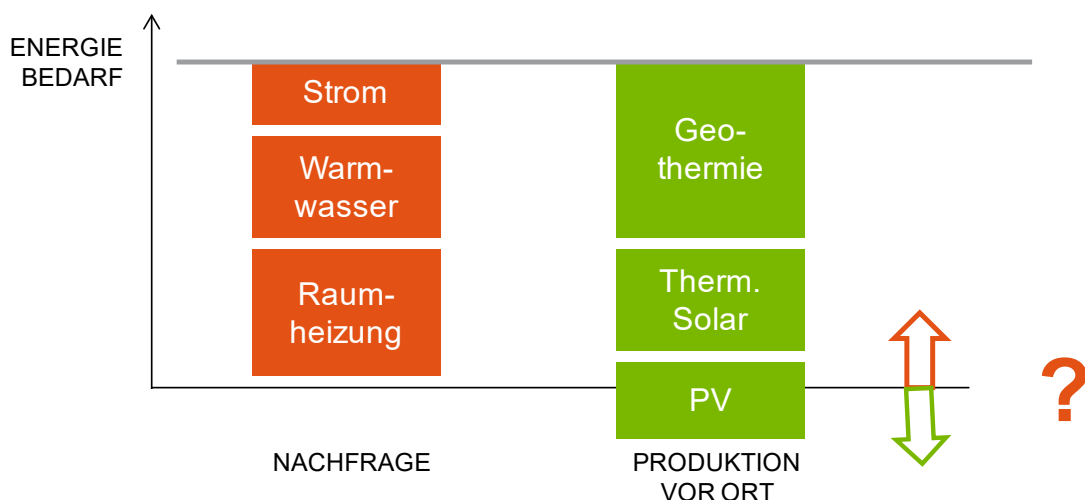 ENERGIE
BEDARF
Strom
Warm-
wasser
Raum-
heizung
Geo-
thermie
Therm.
Solar
PV
?
NACHFRAGE
PRODUKTION
VOR ORT